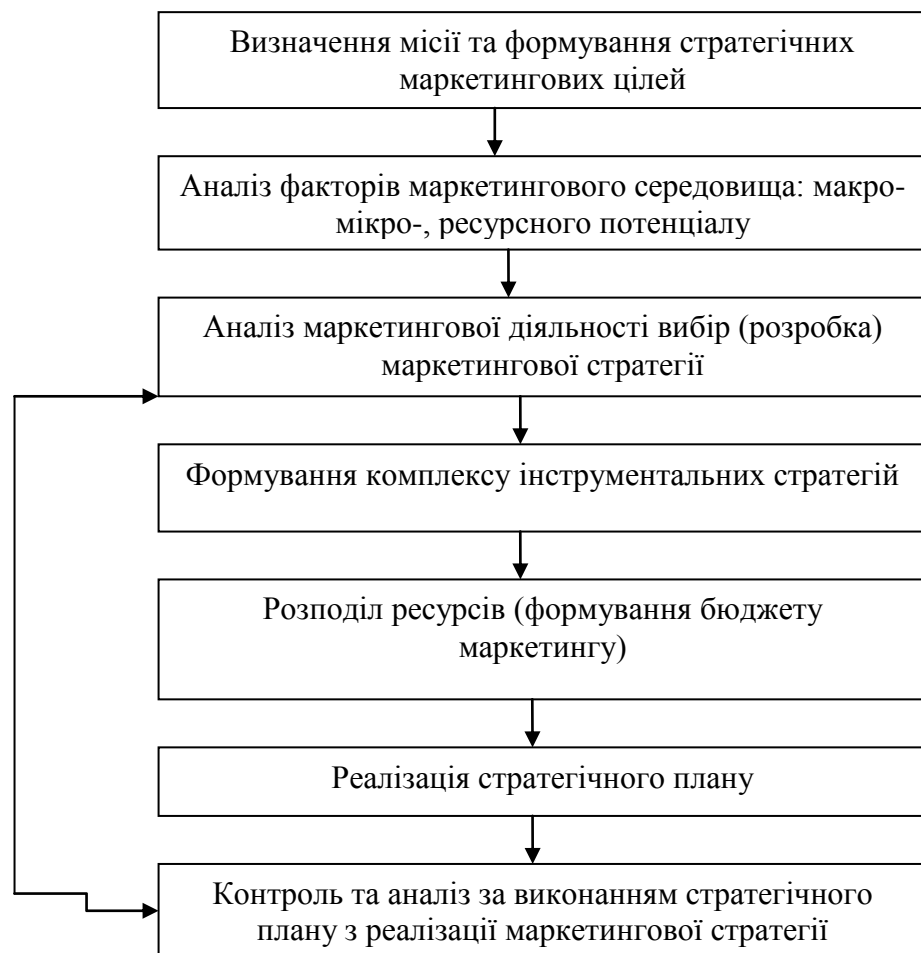 Визначення місії та формування стратегічних
маркетингових цілей
Аналіз факторів маркетингового середовища: макро-
мікро-, ресурсного потенціалу
Аналіз маркетингової діяльності вибір (розробка)
маркетингової стратегії
Формування комплексу інструментальних стратегій
Розподіл ресурсів (формування бюджету
маркетингу)
Реалізація стратегічного плану
Контроль та аналіз за виконанням стратегічного
плану з реалізації маркетингової стратегії